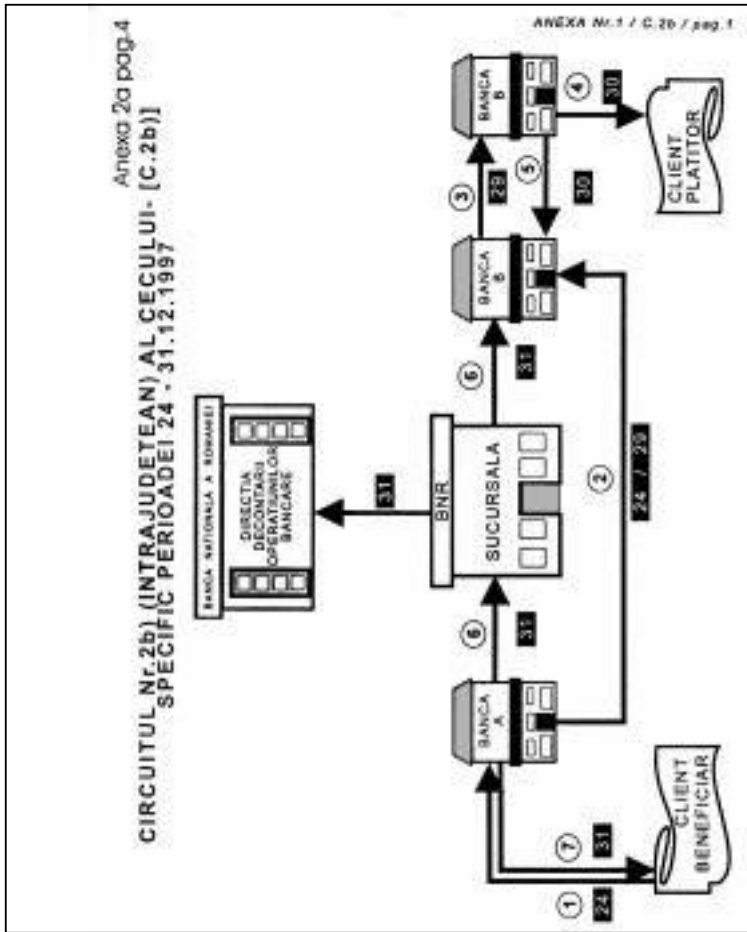 ANEXA Nr.1 / C.2b / pag.1
Anexa 2a pag.4
CIRCUITUL Nr.2b) (INTRAJUDETEAN) AL CECULUI- [C.2b)]
SPECIFIC PERIOADEI 24 - 31.12.1997
BANCA NATIONALA A ROMANIEI
DIRECTIA
DECONTARII
OPERATIUNILOR
BANCARE
31
BNR
SUCURSALA
BANCA
A
6
31
6
31
BANCA
B
3
29
BANCA
B
5
30
4
30
CLIENT
PLATITOR
2
24 / 29
1
24
7
31
CLIENT
BENEFICIAR